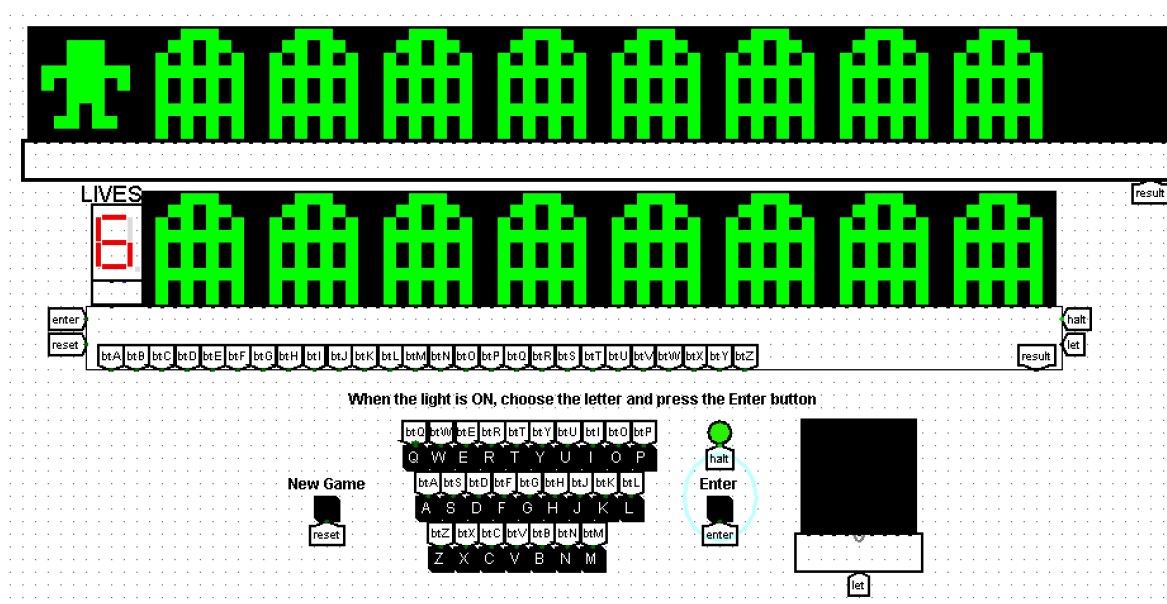 result
LIVES
6
enter halt
reset let
btA btB btC btD btE btF btG btH btI btJ btK btL btM btN btO btP btQ btR btS btT btU btV btW btX btY btZ result
When the light is ON, choose the letter and press the Enter button
btQ btW btE btR btT btY btU btI btO btP
Q W E R T Y U I O P
halt
btA btS btD btF btG btH btJ btK btL
New Game
Enter
A S D F G H J K L
reset
btZ btX btC btV btB btN btM
enter
Z X C V B N M
let